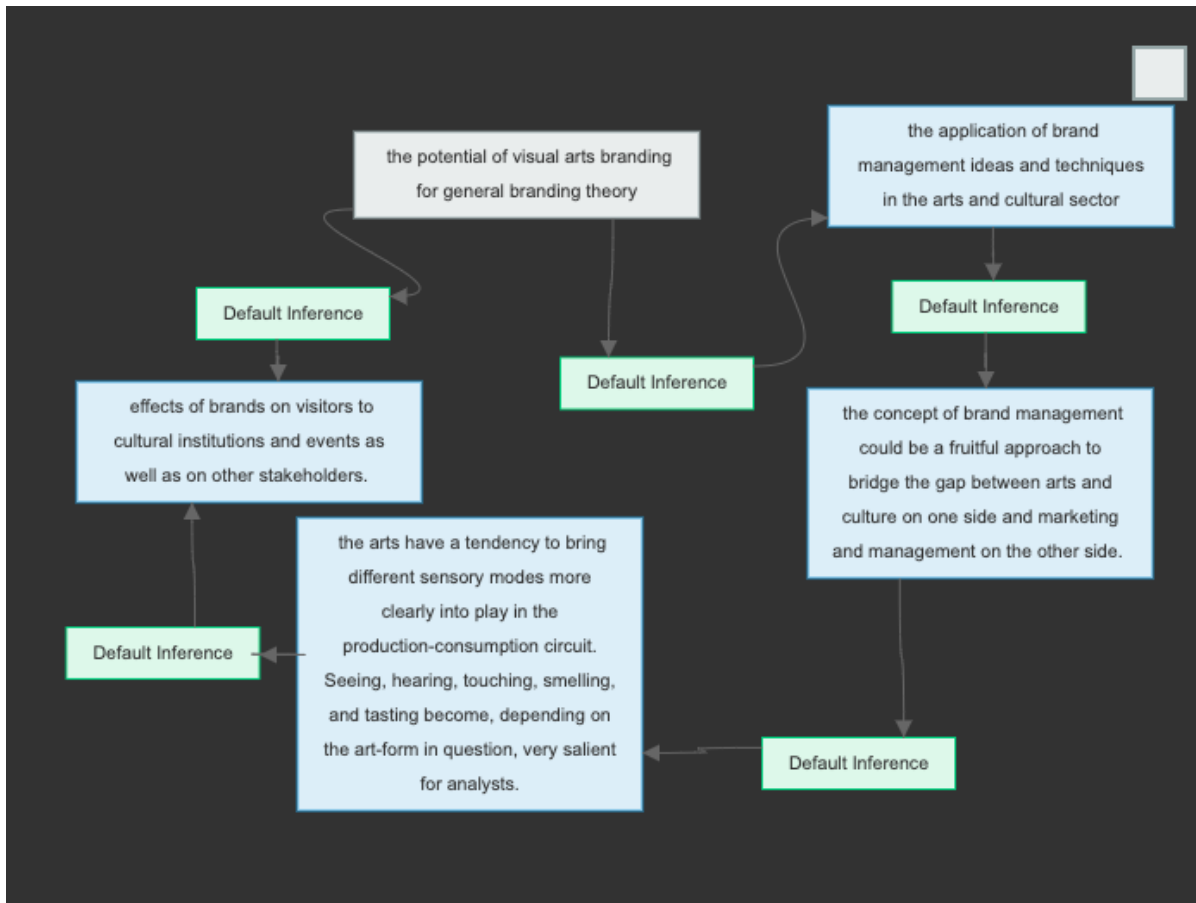 the potential of visual arts branding
for general branding theory
the application of brand
management ideas and techniques
in the arts and cultural sector
Default Inference
Default Inference
Default Inference
effects of brands on visitors to
cultural institutions and events as
well as on other stakeholders.
the concept of brand management
could be a fruitful approach to
bridge the gap between arts and
culture on one side and marketing
and management on the other side.
the arts have a tendency to bring
different sensory modes more
clearly into play in the
production-consumption circuit.
Seeing, hearing, touching, smelling,
and tasting become, depending on
the art-form in question, very salient
for analysts.
Default Inference
Default Inference